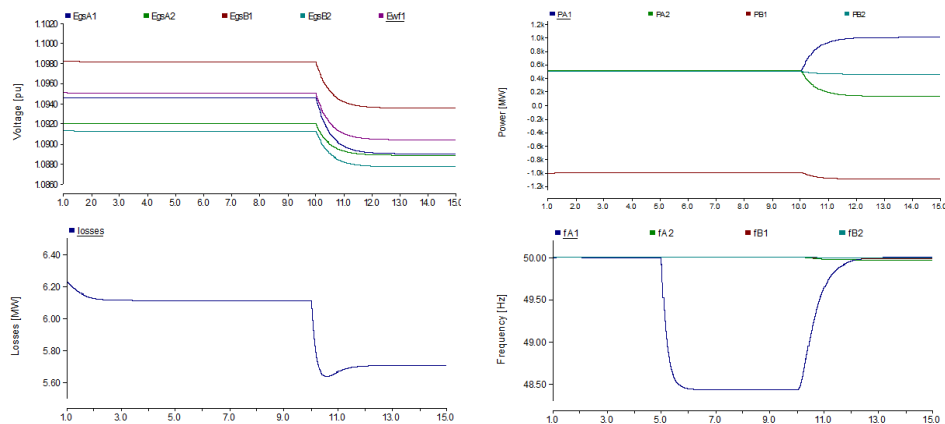 EgsA1 EgsA2 EgsB1 EgsB2 Ewf1
Voltage [pu]
1.1020
1.1000
1.0980
1.0960
1.0940
1.0920
1.0900
1.0880
1.0860
1.0 2.0 3.0 4.0 5.0 6.0 7.0 8.0 9.0 10.0 11.0 12.0 13.0 14.0 15.0
PA1 PA2 PB1 PB2
Power [MW]
1.2k
1.0k
0.8k
0.6k
0.4k
0.2k
0.0
-0.2k
-0.4k
-0.6k
-0.8k
-1.0k
-1.2k
1.0 2.0 3.0 4.0 5.0 6.0 7.0 8.0 9.0 10.0 11.0 12.0 13.0 14.0 15.0
losses
Losses [MW]
6.40
6.20
6.00
5.80
5.60
1.0 3.0 5.0 7.0 9.0 11.0 13.0 15.0
fA1 fA2 fB1 fB2
Frequency [Hz]
50.00
49.50
49.00
48.50
1.0 3.0 5.0 7.0 9.0 11.0 13.0 15.0